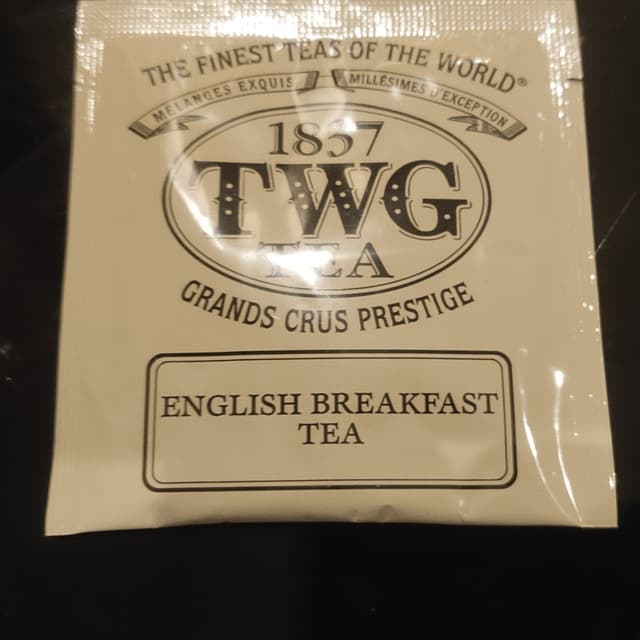 THE FINEST TEAS OF THE WORLD®
MÉLANGES EXQUIS MILLÉSIMES D'EXCEPTION
1837
TWG
TEA
GRANDS CRUS PRESTIGE
ENGLISH BREAKFAST
TEA